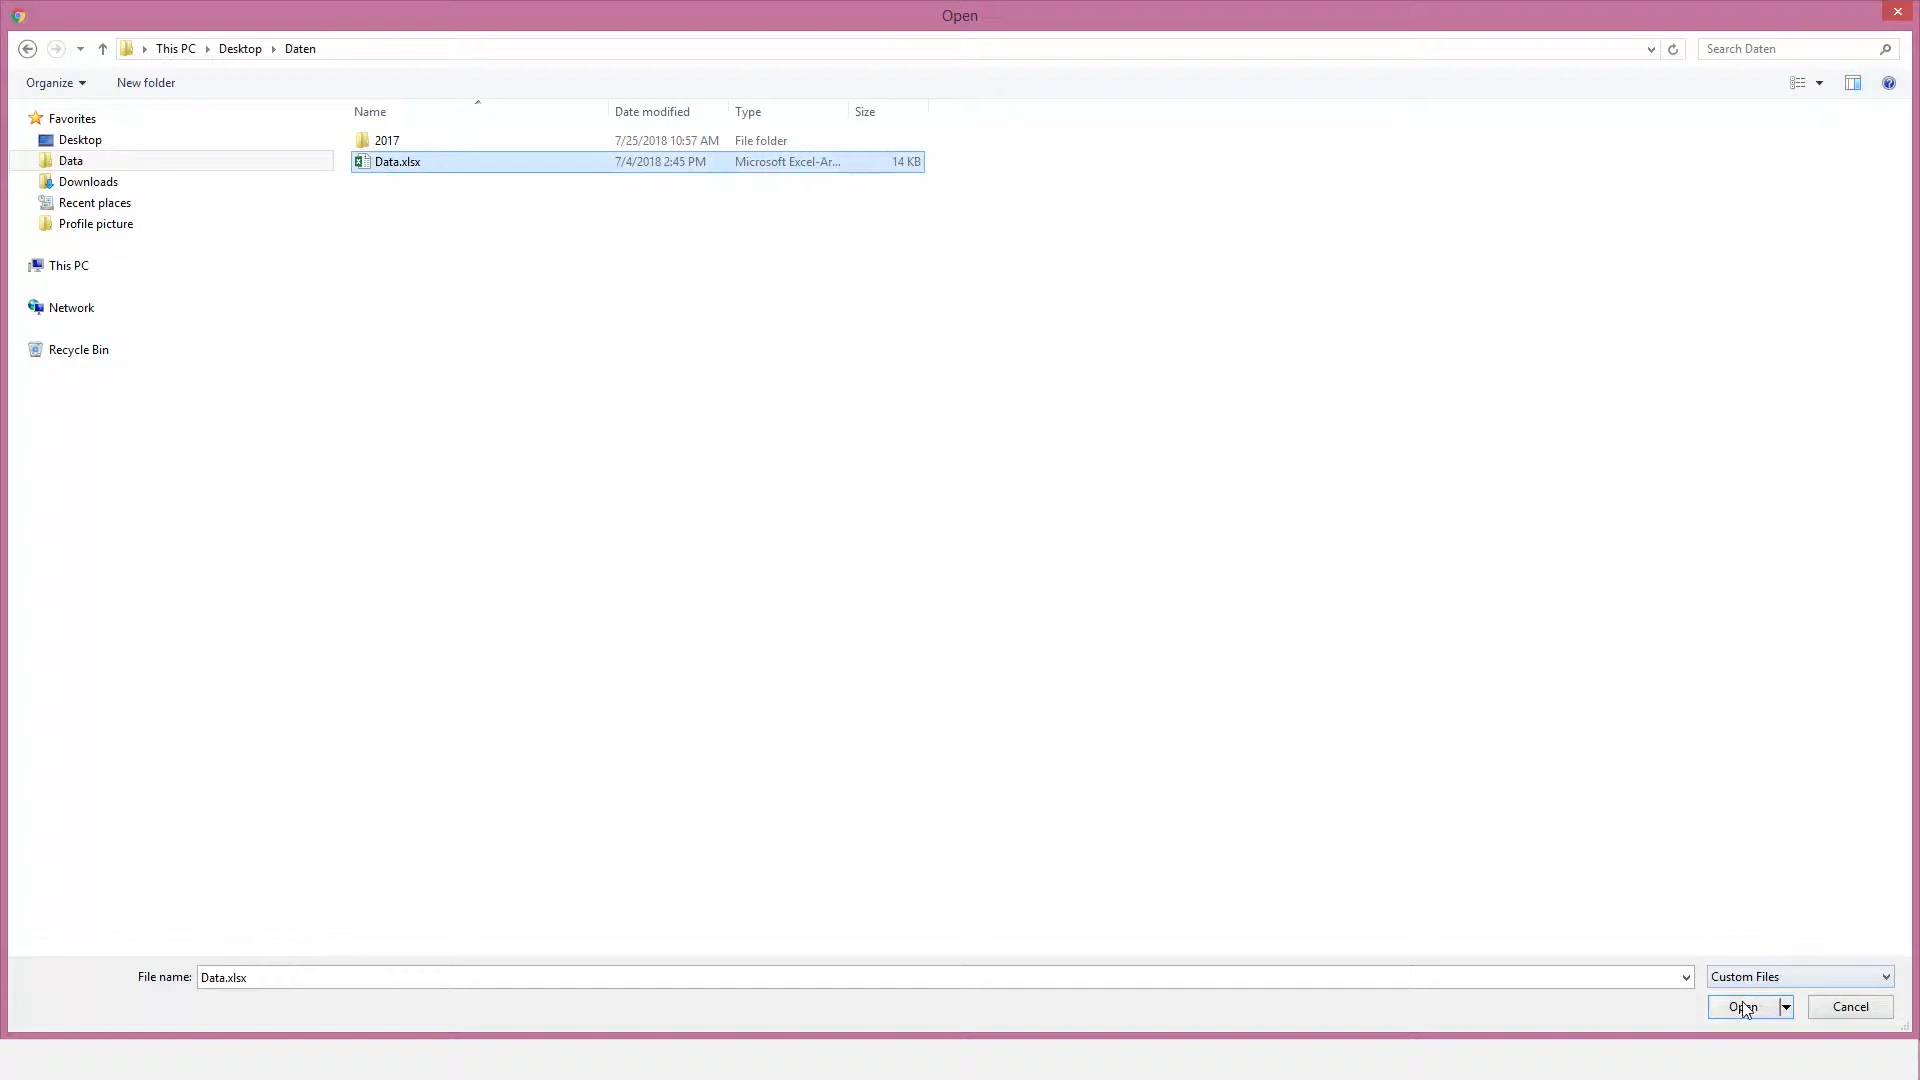 Open
This PC
Desktop
Daten
Search Daten
Organize
New folder
Name
Date modified
Type
Size
Favorites
Desktop
Data
Downloads
Recent places
Profile picture
This PC
Network
Recycle Bin
2017
7/25/2018 10:57 AM
File folder
Data.xlsx
7/4/2018 2:45 PM
Microsoft Excel-Ar...
14 KB
File name:
Data.xlsx
Custom Files
Open
Cancel